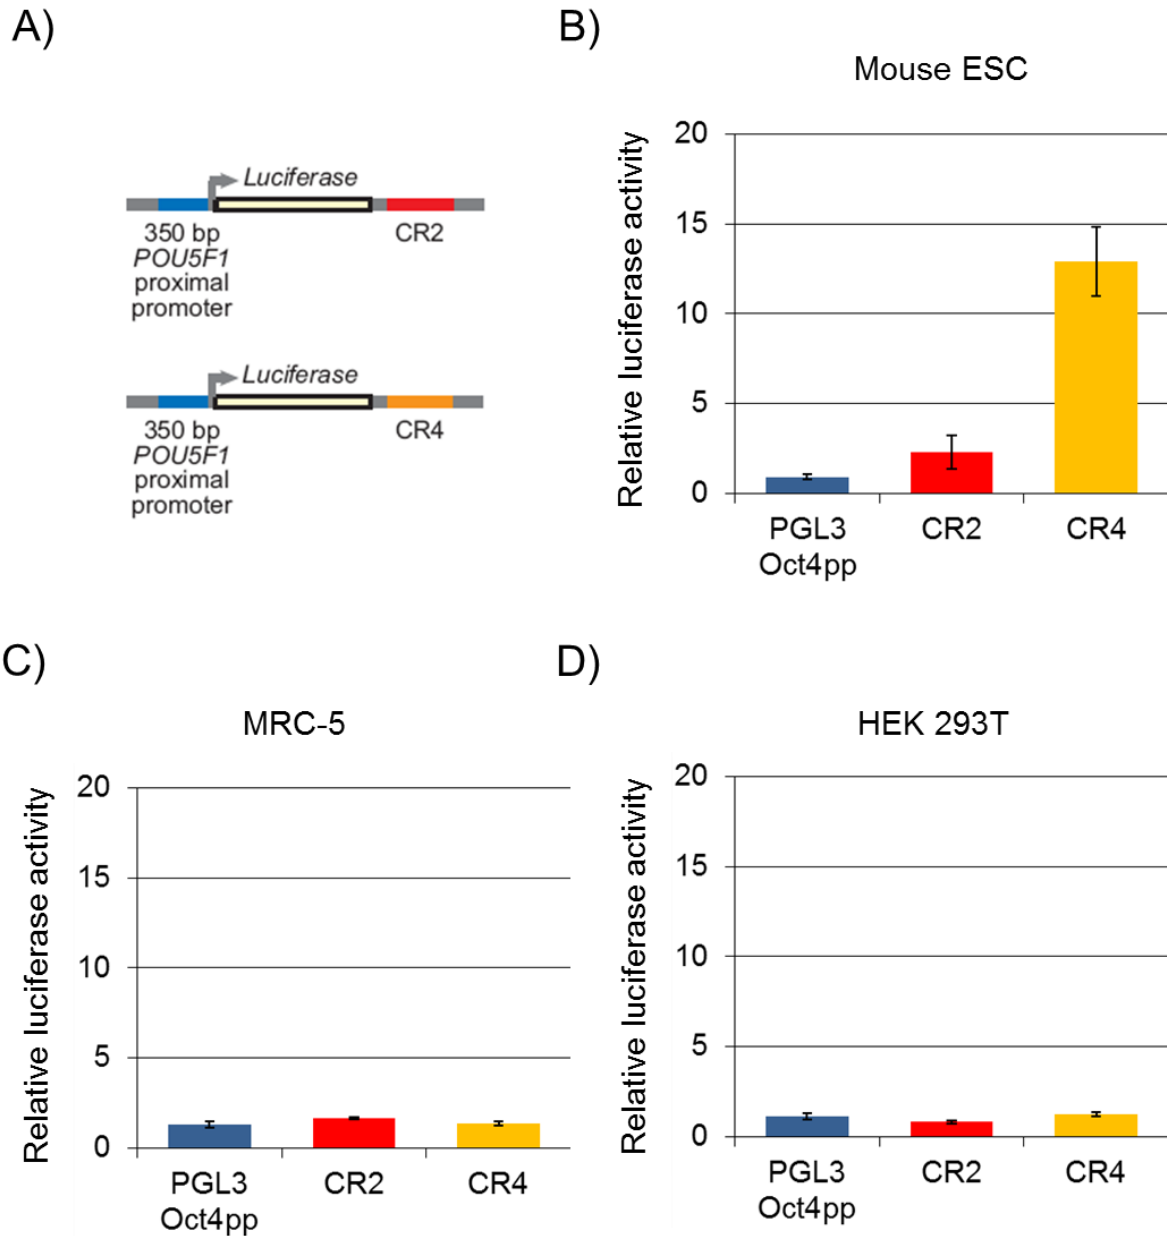 A)
Luciferase
350 bp
POU5F1
proximal
promoter
CR2
Luciferase
350 bp
POU5F1
proximal
promoter
CR4
B)
Mouse ESC
Relative luciferase activity
20
15
10
5
0
PGL3
Oct4pp
CR2
CR4
C)
MRC-5
Relative luciferase activity
20
15
10
5
0
PGL3
Oct4pp
CR2
CR4
D)
HEK 293T
Relative luciferase activity
20
15
10
5
0
PGL3
Oct4pp
CR2
CR4